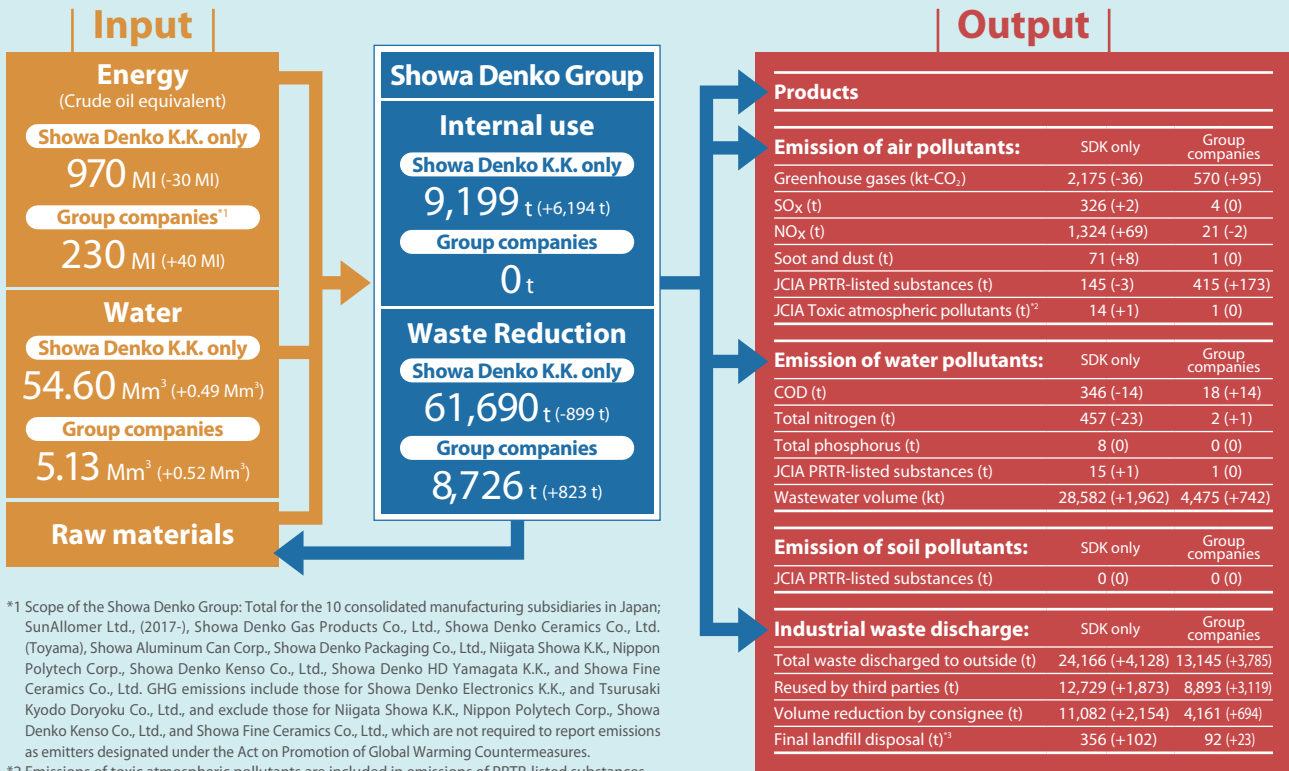 Input
Energy
(Crude oil equivalent)
Showa Denko K.K. only
970 Ml (-30 Ml)
Group companies*1
230 Ml (+40 Ml)
Water
Showa Denko K.K. only
54.60 Mm³ (+0.49 Mm³)
Group companies
5.13 Mm³ (+0.52 Mm³)
Raw materials
Showa Denko Group
Internal use
Showa Denko K.K. only
9,199 t (+6,194 t)
Group companies
0 t
Waste Reduction
Showa Denko K.K. only
61,690 t (-899 t)
Group companies
8,726 t (+823 t)
Output
Products
Emission of air pollutants: SDK only Group companies
Greenhouse gases (kt-CO₂) 2,175 (-36) 570 (+95)
SOx (t) 326 (+2) 4 (0)
NOx (t) 1,324 (+69) 21 (-2)
Soot and dust (t) 71 (+8) 1 (0)
JCIA PRTR-listed substances (t) 145 (-3) 415 (+173)
JCIA Toxic atmospheric pollutants (t)*2 14 (+1) 1 (0)
Emission of water pollutants: SDK only Group companies
COD (t) 346 (-14) 18 (+14)
Total nitrogen (t) 457 (-23) 2 (+1)
Total phosphorus (t) 8 (0) 0 (0)
JCIA PRTR-listed substances (t) 15 (+1) 1 (0)
Wastewater volume (kt) 28,582 (+1,962) 4,475 (+742)
Emission of soil pollutants: SDK only Group companies
JCIA PRTR-listed substances (t) 0 (0) 0 (0)
Industrial waste discharge: SDK only Group companies
Total waste discharged to outside (t) 24,166 (+4,128) 13,145 (+3,785)
Reused by third parties (t) 12,729 (+1,873) 8,893 (+3,119)
Volume reduction by consignee (t) 11,082 (+2,154) 4,161 (+694)
Final landfill disposal (t)*3 356 (+102) 92 (+23)
*1 Scope of the Showa Denko Group: Total for the 10 consolidated manufacturing subsidiaries in Japan;
SunAllomer Ltd., (2017-), Showa Denko Gas Products Co., Ltd., Showa Denko Ceramics Co., Ltd.
(Toyama), Showa Aluminum Can Corp., Showa Denko Packaging Co., Ltd., Niigata Showa K.K., Nippon
Polytech Corp., Showa Denko Kenso Co., Ltd., Showa Denko HD Yamagata K.K., and Showa Fine
Ceramics Co., Ltd. GHG emissions include those for Showa Denko Electronics K.K., and Tsurusaki
Kyodo Doryoku Co., Ltd., and exclude those for Niigata Showa K.K., Nippon Polytech Corp., Showa
Denko Kenso Co., Ltd., and Showa Fine Ceramics Co., Ltd., which are not required to report emissions
as emitters designated under the Act on Promotion of Global Warming Countermeasures.
*2 Emissions of toxic atmospheric pollutants are included in emissions of PRTR-listed substances